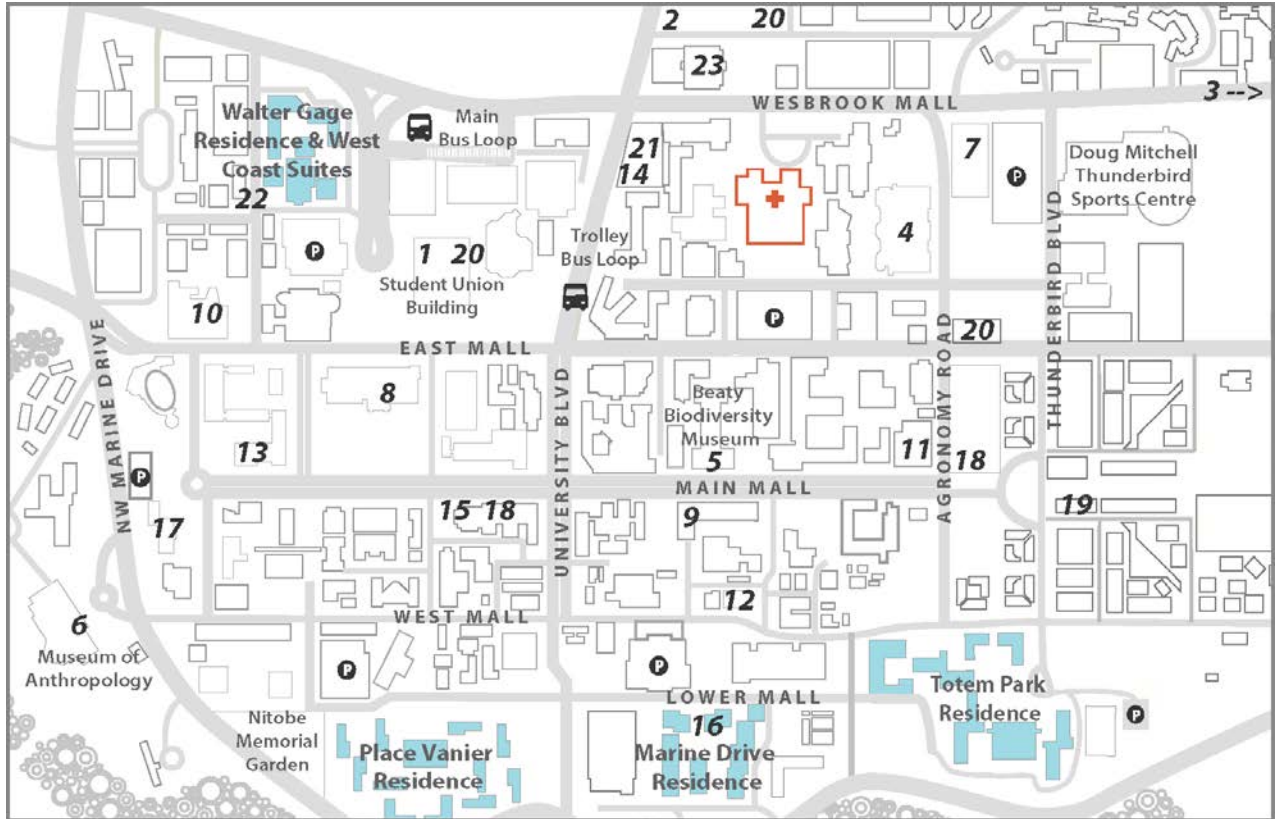 2
20
23
WESBROOK MALL
3 -->
Walter Gage
Residence & West
Coast Suites
Main
Bus Loop
21
14
7
P
Doug Mitchell
Thunderbird
Sports Centre
22
P
1
20
Student Union
Building
Trolley
Bus Loop
4
THUNDERBIRD BLVD
10
P
20
NW MARINE DRIVE
EAST MALL
UNIVERSITY BLVD
AGRONOMY ROAD
8
Beaty
Biodiversity
Museum
5
11
18
13
P
MAIN MALL
17
15
18
9
19
12
6
Museum of
Anthropology
WEST MALL
P
P
LOWER MALL
Totem Park
Residence
P
Nitobe
Memorial
Garden
Place Vanier
Residence
16
Marine Drive
Residence